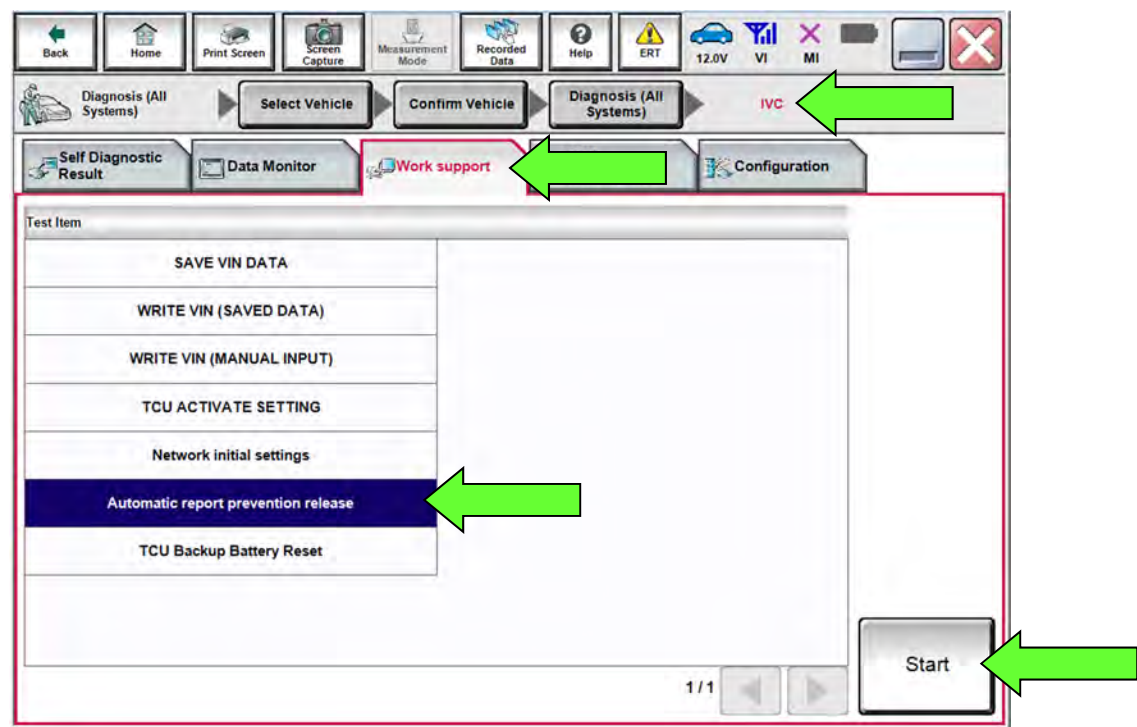 Back
Home
Print Screen
Screen
Capture
Measurement
Mode
Recorded
Data
Help
ERT
12.0V
VI
MI
Diagnosis (All
Systems)
Select Vehicle
Confirm Vehicle
Diagnosis (All
Systems)
IVC
Self Diagnostic
Result
Data Monitor
Work support
Configuration
Test Item
SAVE VIN DATA
WRITE VIN (SAVED DATA)
WRITE VIN (MANUAL INPUT)
TCU ACTIVATE SETTING
Network initial settings
Automatic report prevention release
TCU Backup Battery Reset
Start
1/1